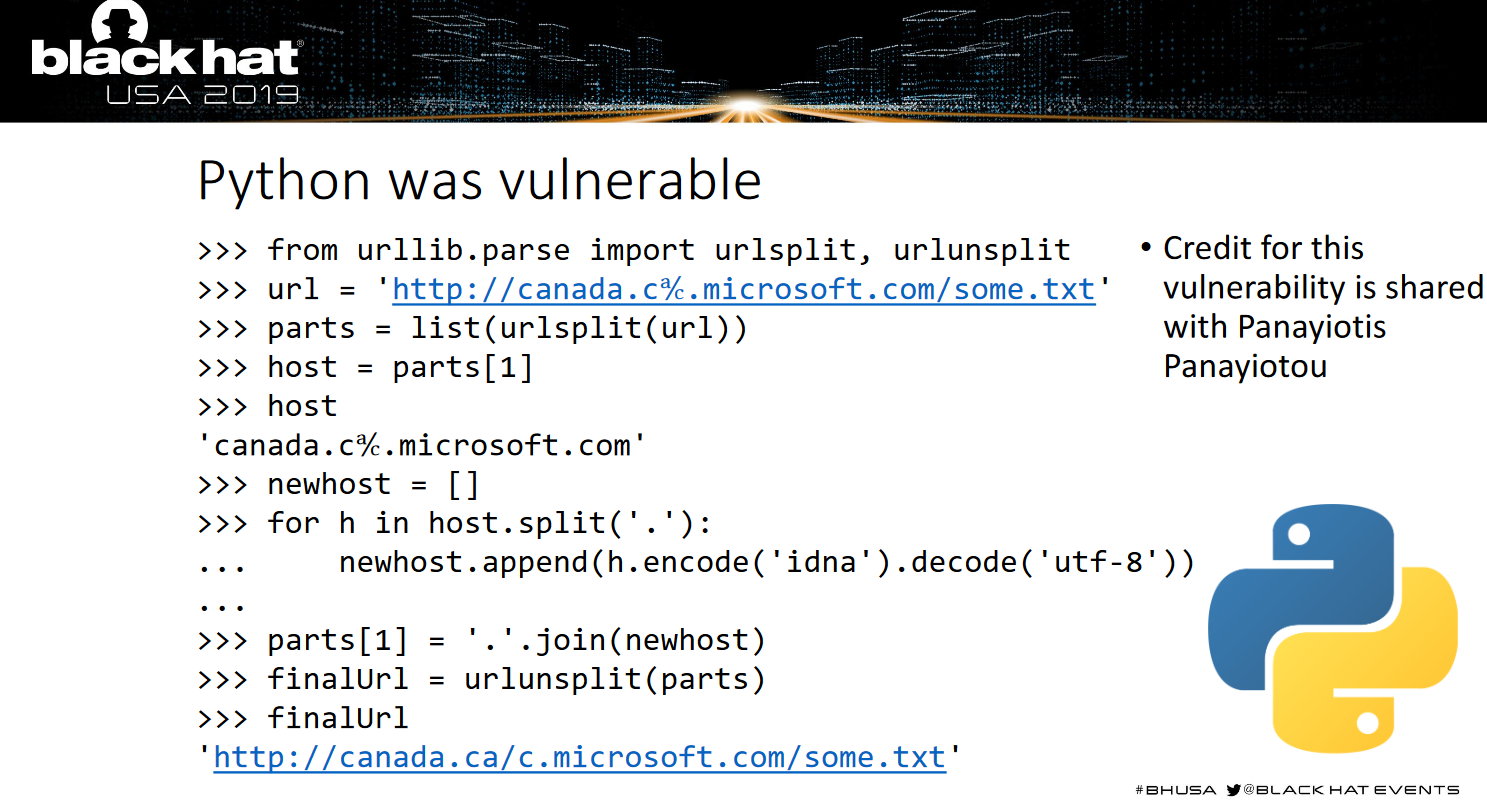 black hat®
USA 2019
Python was vulnerable
>>> from urllib.parse import urlsplit, urlunsplit
>>> url = 'http://canada.c℀.microsoft.com/some.txt'
>>> parts = list(urlsplit(url))
>>> host = parts[1]
>>> host
'canada.c℀.microsoft.com'
>>> newhost = []
>>> for h in host.split('.'):
...     newhost.append(h.encode('idna').decode('utf-8'))
...
>>> parts[1] = '.'.join(newhost)
>>> finalUrl = urlunsplit(parts)
>>> finalUrl
'http://canada.ca/c.microsoft.com/some.txt'
• Credit for this
vulnerability is shared
with Panayiotis
Panayiotou
#BHUSA @BLACK HAT EVENTS